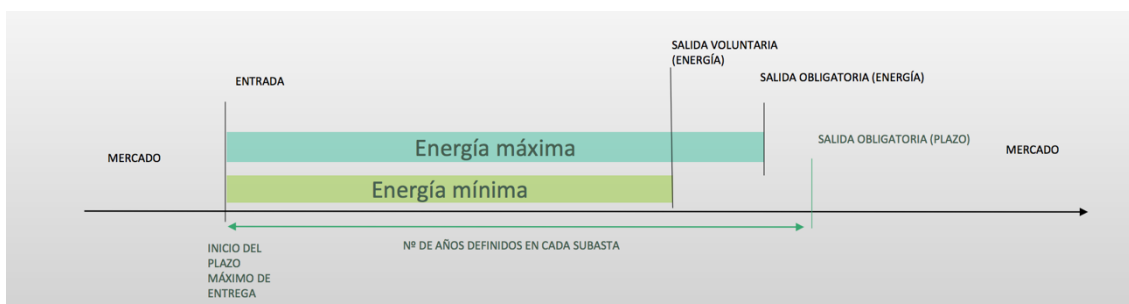 SALIDA VOLUNTARIA
(ENERGÍA)
ENTRADA
SALIDA OBLIGATORIA (ENERGÍA)
Energía máxima
SALIDA OBLIGATORIA (PLAZO)
MERCADO
MERCADO
Energía mínima
INICIO DEL
PLAZO
MÁXIMO DE
ENTREGA
Nº DE AÑOS DEFINIDOS EN CADA SUBASTA